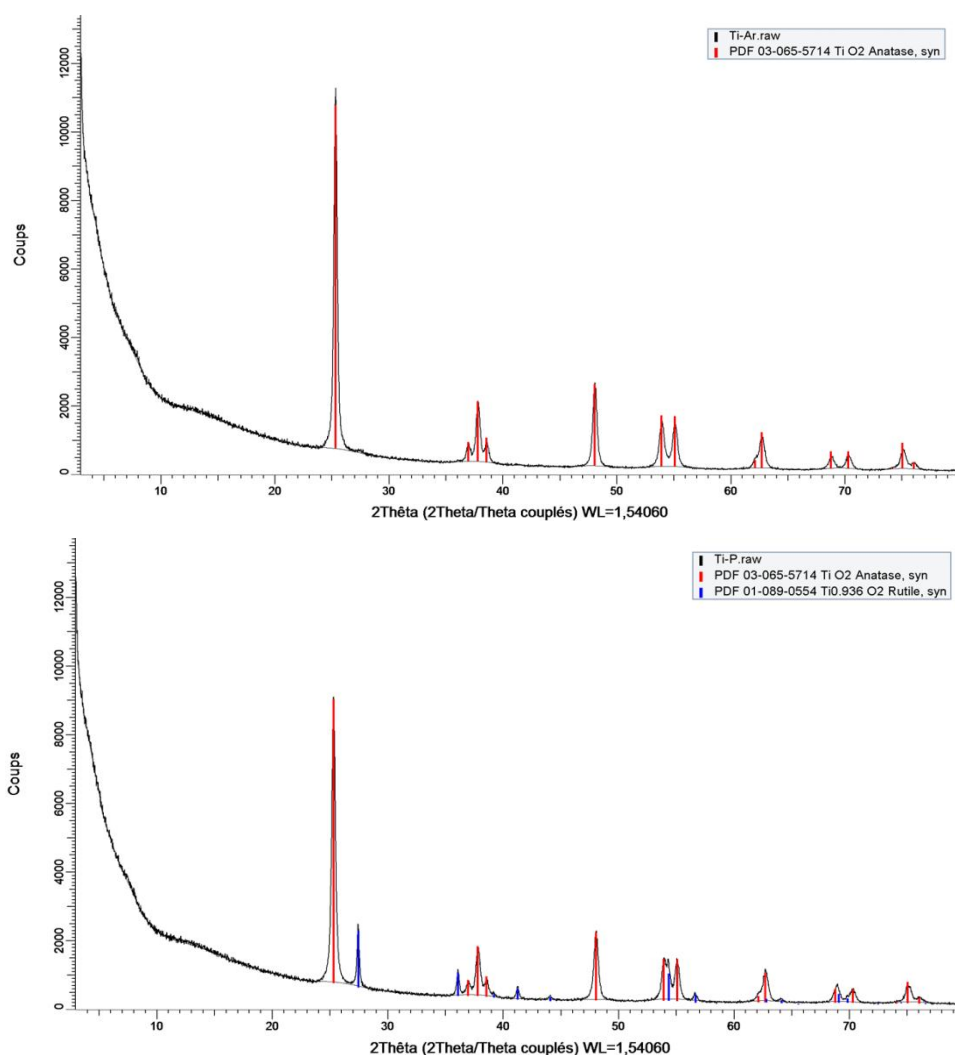 Ti-Ar.raw
PDF 03-065-5714 Ti O2 Anatase, syn
Coups
12000
10000
8000
6000
4000
2000
0
10 20 30 40 50 60 70
2Thêta (2Theta/Theta couplés) WL=1,54060
Ti-P.raw
PDF 03-065-5714 Ti O2 Anatase, syn
PDF 01-089-0554 Ti0.936 O2 Rutile, syn
Coups
12000
10000
8000
6000
4000
2000
0
10 20 30 40 50 60 70
2Thêta (2Theta/Theta couplés) WL=1,54060